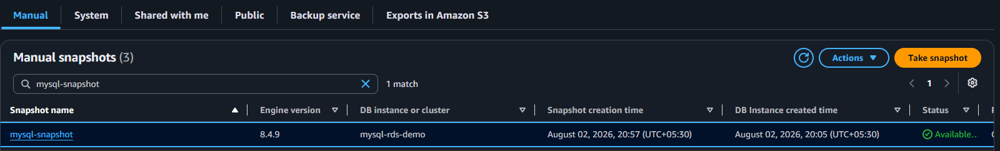 Manual System Shared with me Public Backup service Exports in Amazon S3
Manual snapshots (3) Actions Take snapshot
mysql-snapshot 1 match 1
Snapshot name Engine version DB instance or cluster Snapshot creation time DB Instance created time Status
mysql-snapshot 8.4.9 mysql-rds-demo August 02, 2026, 20:57 (UTC+05:30) August 02, 2026, 20:05 (UTC+05:30) Available...